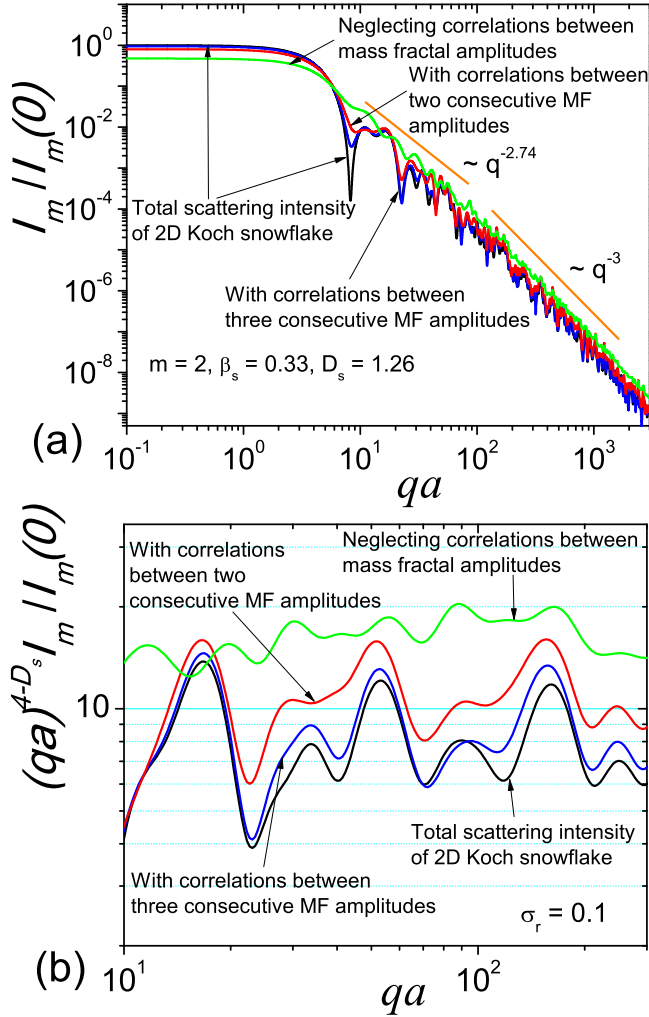 (a)
I_m / I_m(0)
10^0
10^-2
10^-4
10^-6
10^-8
Neglecting correlations between
mass fractal amplitudes
With correlations between
two consecutive MF
amplitudes
~ q^-2.74
Total scattering intensity
of 2D Koch snowflake
~ q^-3
With correlations between
three consecutive MF amplitudes
m = 2, β_s = 0.33, D_s = 1.26
10^-1
10^0
10^1
10^2
10^3
qa
(b)
(qa)^4-D_s I_m / I_m(0)
10
With correlations
between two
consecutive MF amplitudes
Neglecting correlations between
mass fractal amplitudes
Total scattering intensity
of 2D Koch snowflake
With correlations between
three consecutive MF amplitudes
σ_r = 0.1
10^1
10^2
qa